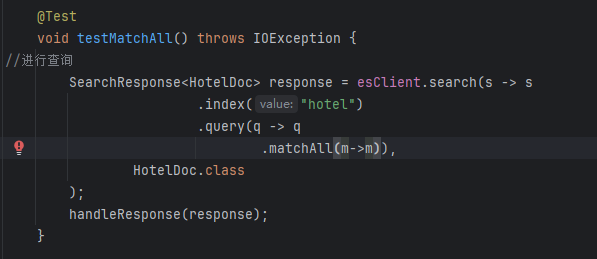 @Test
void testMatchAll() throws IOException {
//进行查询
SearchResponse<HotelDoc> response = esClient.search(s -> s
.index( value: "hotel")
.query(q -> q
.matchAll(m->m)),
HotelDoc.class
);
handleResponse(response);
}